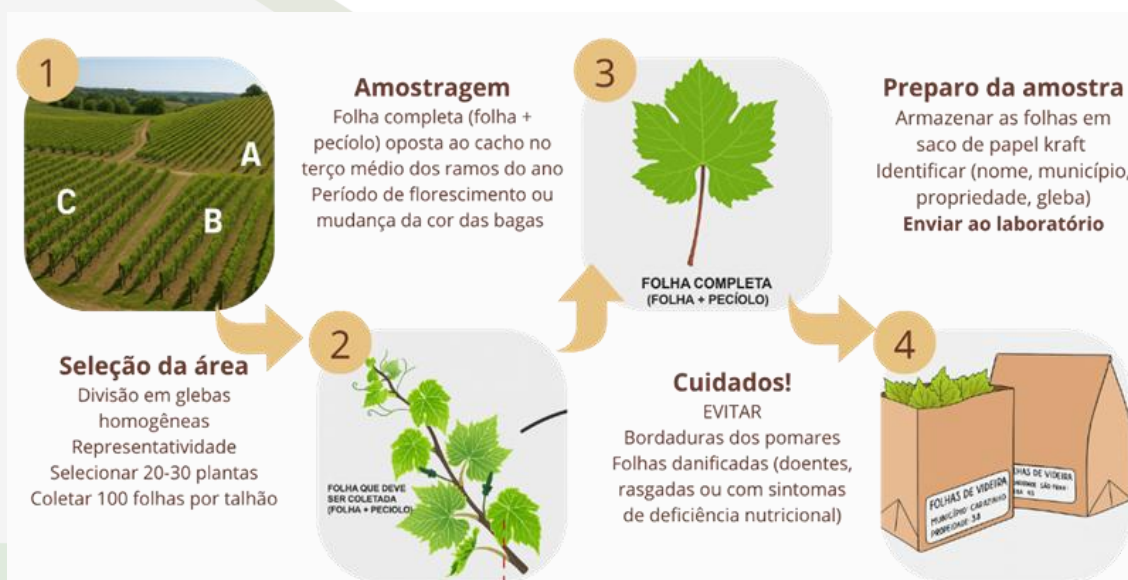 1
A
C
B
Seleção da área
Divisão em glebas
homogêneas
Representatividade
Selecionar 20-30 plantas
Coletar 100 folhas por talhão
Amostragem
Folha completa (folha +
pecíolo) oposta ao cacho no
terço médio dos ramos do ano
Período de florescimento ou
mudança da cor das bagas
2
FOLHA QUE DEVE
SER COLETADA
(FOLHA + PECIOLO)
3
FOLHA COMPLETA
(FOLHA + PECÍOLO)
Cuidados!
EVITAR
Bordaduras dos pomares
Folhas danificadas (doentes,
rasgadas ou com sintomas
de deficiência nutricional)
Preparo da amostra
Armazenar as folhas em
saco de papel kraft
Identificar (nome, município,
propriedade, gleba)
Enviar ao laboratório
4
FOLHAS DE VIDEIRA
MUNICÍPIO: CARAZINHO
DE VIDEIRA